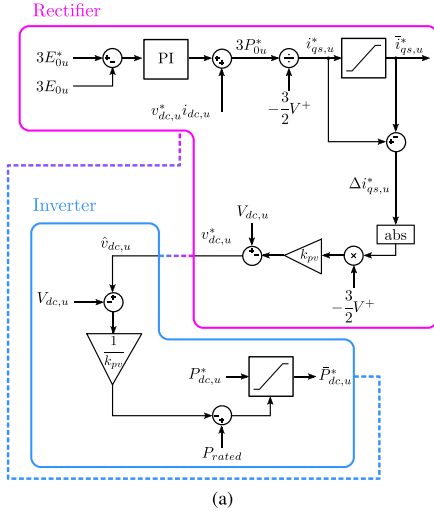 Rectifier
3E*₀ᵤ
PI
3P*₀ᵤ
÷
i*qs,u
ī*qs,u
3E₀ᵤ
v*dc,u idc,u
-3/2 V⁺
Δi*qs,u
abs
Inverter
Vdc,u
v̂dc,u
v*dc,u
kpv
×
-3/2 V⁺
Vdc,u
1/kpv
P*dc,u
P̄*dc,u
Prated
(a)